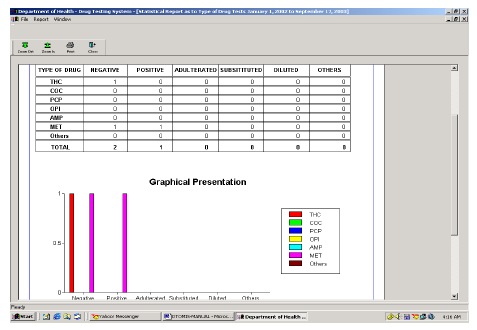 Department of Health - Drug Testing System - [Statistical Report as to Type of Drug Tests January 1, 2002 to September 17, 2003]
File Report Window
Zoom Out Zoom In Print Close
TYPE OF DRUG NEGATIVE POSITIVE ADULTERATED SUBSTITUTED DILUTED OTHERS
THC 1 0 0 0 0 0
COC 0 0 0 0 0 0
PCP 0 0 0 0 0 0
OPI 0 0 0 0 0 0
AMP 0 0 0 0 0 0
MET 1 1 0 0 0 0
Others 0 0 0 0 0 0
TOTAL 2 1 0 0 0 0
Graphical Presentation
1
0.5
0
Negative Positive Adulterated Substituted Diluted Others
THC
COC
PCP
OPI
AMP
MET
Others
Ready
Start Yahoo! Messenger - Micros... Department of Health ... 4:16 AM